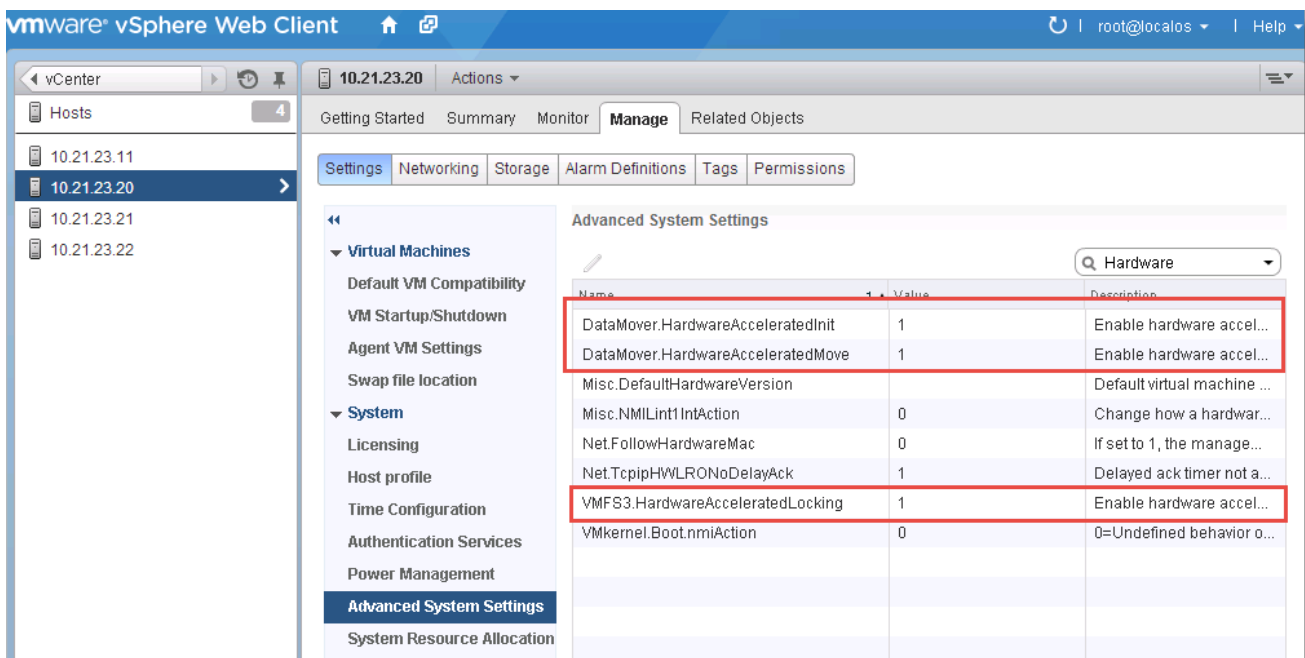 vmware® vSphere Web Client
root@localos
Help
vCenter
Hosts 4
10.21.23.11
10.21.23.20
10.21.23.21
10.21.23.22
10.21.23.20 Actions
Getting Started Summary Monitor Manage Related Objects
Settings Networking Storage Alarm Definitions Tags Permissions
Virtual Machines
Default VM Compatibility
VM Startup/Shutdown
Agent VM Settings
Swap file location
System
Licensing
Host profile
Time Configuration
Authentication Services
Power Management
Advanced System Settings
System Resource Allocation
Advanced System Settings
Hardware
Name 1 Value Description
DataMover.HardwareAcceleratedInit 1 Enable hardware accel...
DataMover.HardwareAcceleratedMove 1 Enable hardware accel...
Misc.DefaultHardwareVersion Default virtual machine ...
Misc.NMILint1IntAction 0 Change how a hardwar...
Net.FollowHardwareMac 0 If set to 1, the manage...
Net.TcpipHWLRONoDelayAck 1 Delayed ack timer not a...
VMFS3.HardwareAcceleratedLocking 1 Enable hardware accel...
VMkernel.Boot.nmiAction 0 0=Undefined behavior o...